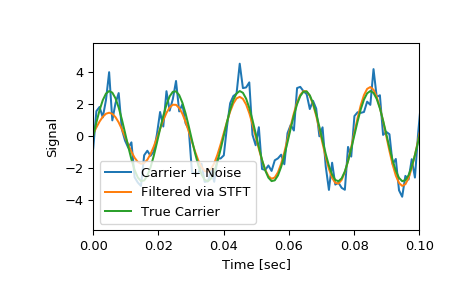 4
2
0
−2
−4
Signal
Carrier + Noise
Filtered via STFT
True Carrier
0.00 0.02 0.04 0.06 0.08 0.10
Time [sec]